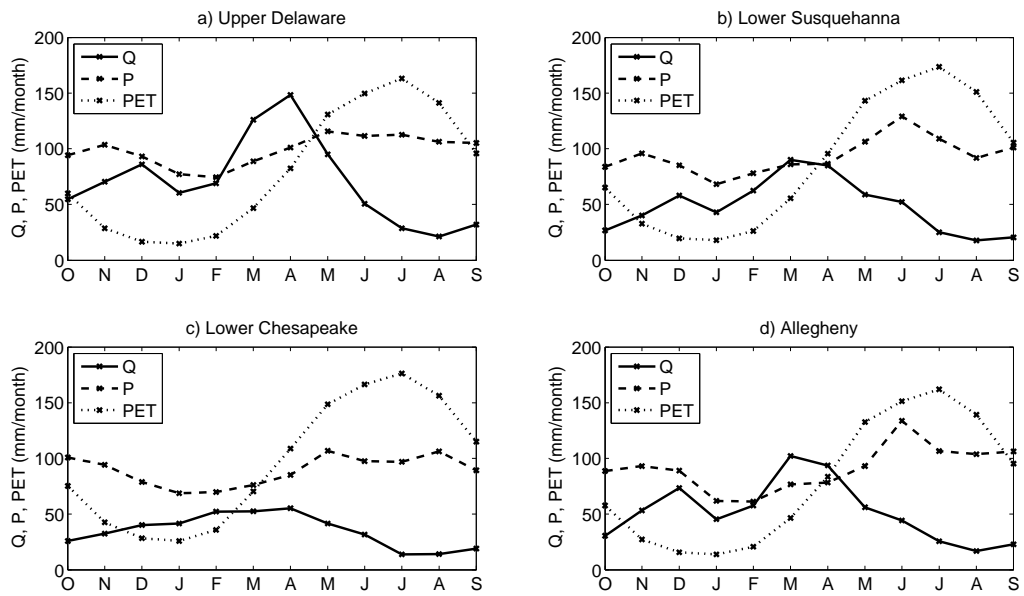 a) Upper Delaware
Q, P, PET (mm/month)
200
150
100
50
0
Q
P
PET
O N D J F M A M J J A S
b) Lower Susquehanna
Q, P, PET (mm/month)
200
150
100
50
0
Q
P
PET
O N D J F M A M J J A S
c) Lower Chesapeake
Q, P, PET (mm/month)
200
150
100
50
0
Q
P
PET
O N D J F M A M J J A S
d) Allegheny
Q, P, PET (mm/month)
200
150
100
50
0
Q
P
PET
O N D J F M A M J J A S